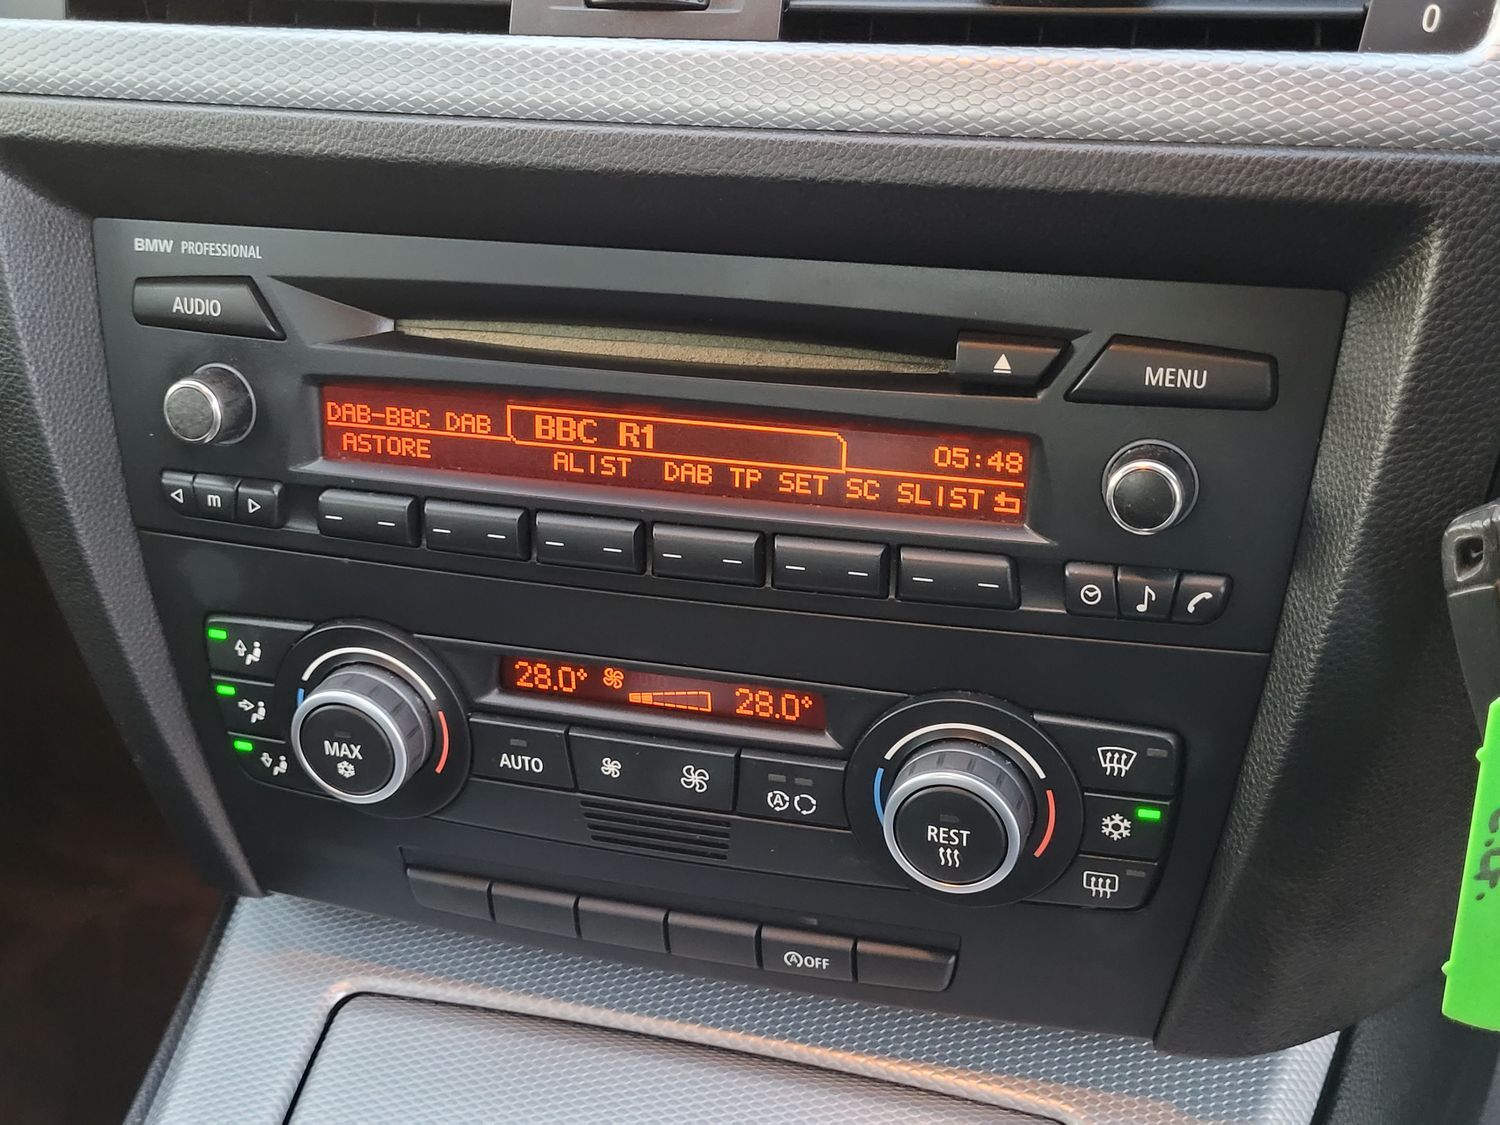 0
BMW PROFESSIONAL
AUDIO
MENU
DAB-BBC DAB BBC R1 05:48
ASTORE ALIST DAB TP SET SC SLIST
m
28.0° 28.0°
MAX
AUTO
A
REST
A OFF